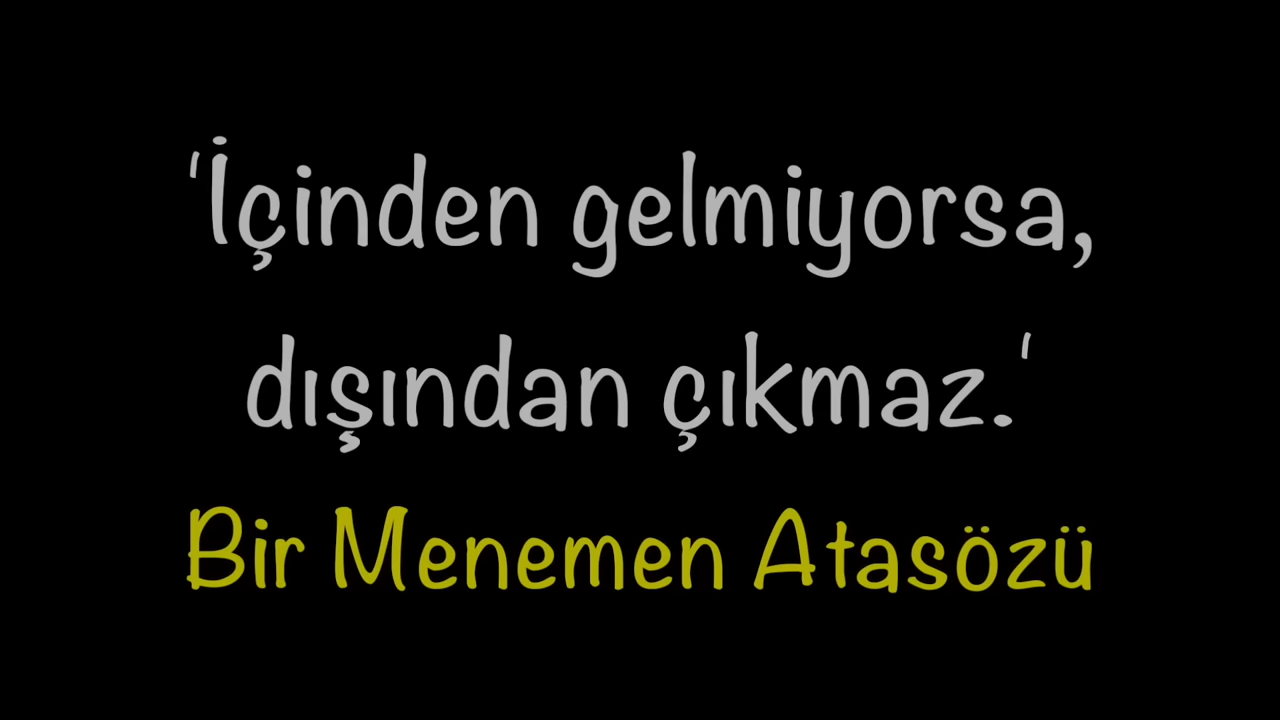 'İçinden gelmiyorsa,
dışından çıkmaz.'
Bir Menemen Atasözü